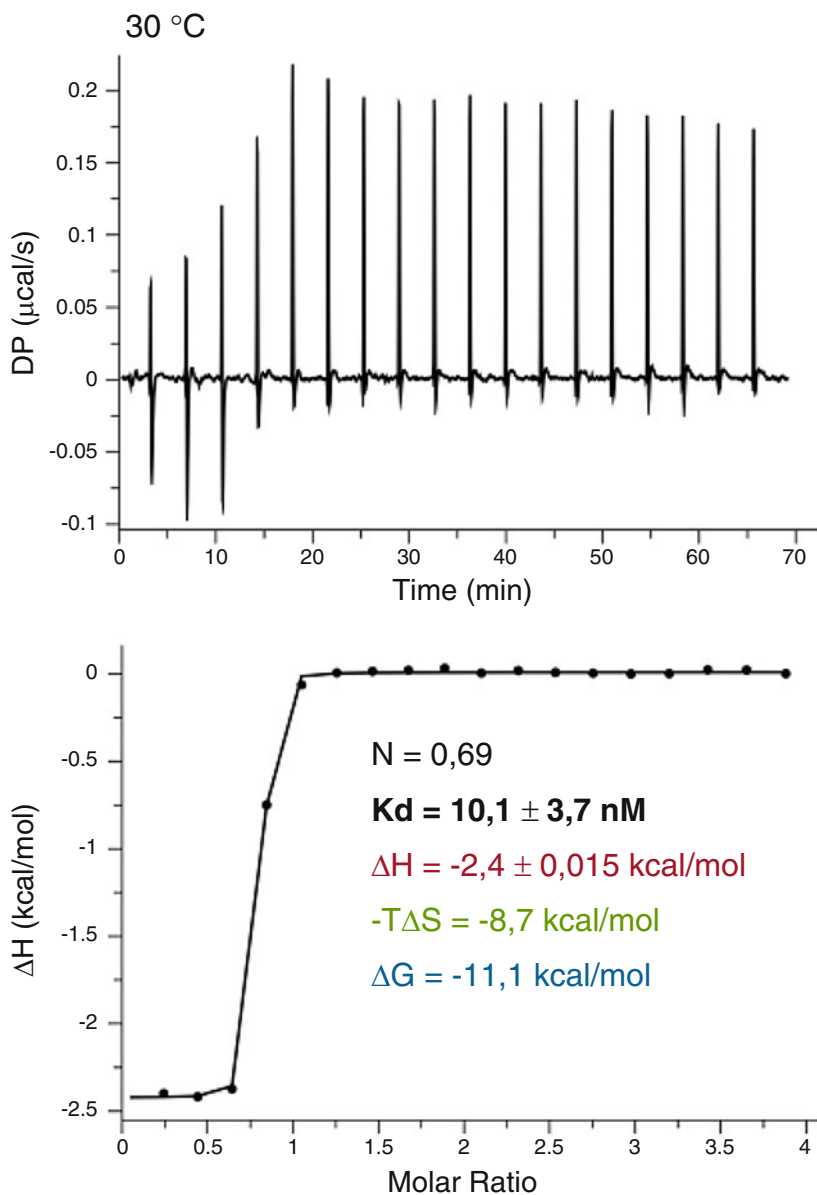 30 °C
DP (µcal/s)
0.2
0.15
0.1
0.05
0
-0.05
-0.1
0 10 20 30 40 50 60 70
Time (min)
ΔH (kcal/mol)
0
-0.5
-1
-1.5
-2
-2.5
N = 0,69
Kd = 10,1 ± 3,7 nM
ΔH = -2,4 ± 0,015 kcal/mol
-TΔS = -8,7 kcal/mol
ΔG = -11,1 kcal/mol
0 0.5 1 1.5 2 2.5 3 3.5 4
Molar Ratio